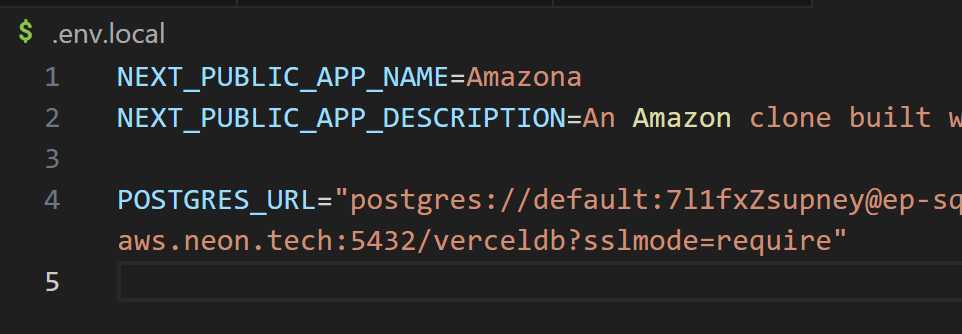 $ .env.local
1 NEXT_PUBLIC_APP_NAME=Amazona
2 NEXT_PUBLIC_APP_DESCRIPTION=An Amazon clone built
3
4 POSTGRES_URL="postgres://default:7l1fxZsupney@ep-sq
aws.neon.tech:5432/verceldb?sslmode=require"
5